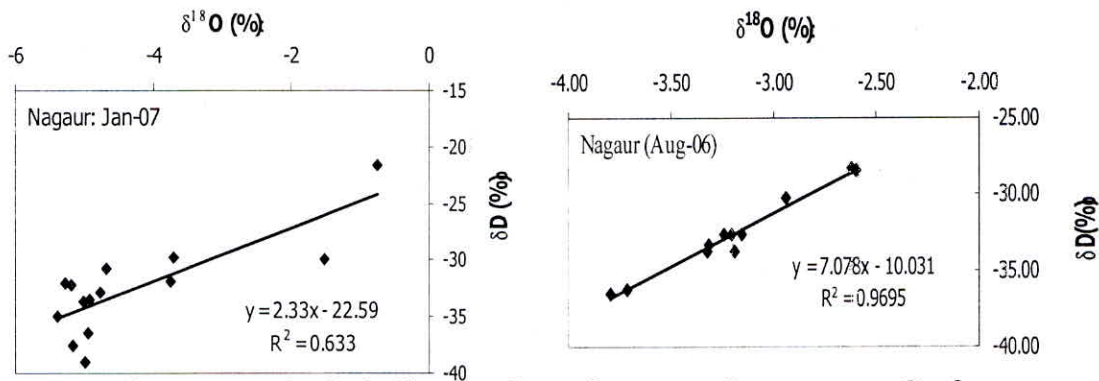 δ¹⁸O (%)
-6 -4 -2 0
-15
-20
-25
-30
-35
-40
δD (%)
Nagaur: Jan-07
y = 2.33x - 22.59
R² = 0.633
δ¹⁸O (%)
-4.00 -3.50 -3.00 -2.50 -2.00
-25.00
-30.00
-35.00
-40.00
δD(%)
Nagaur (Aug-06)
y = 7.078x - 10.031
R² = 0.9695